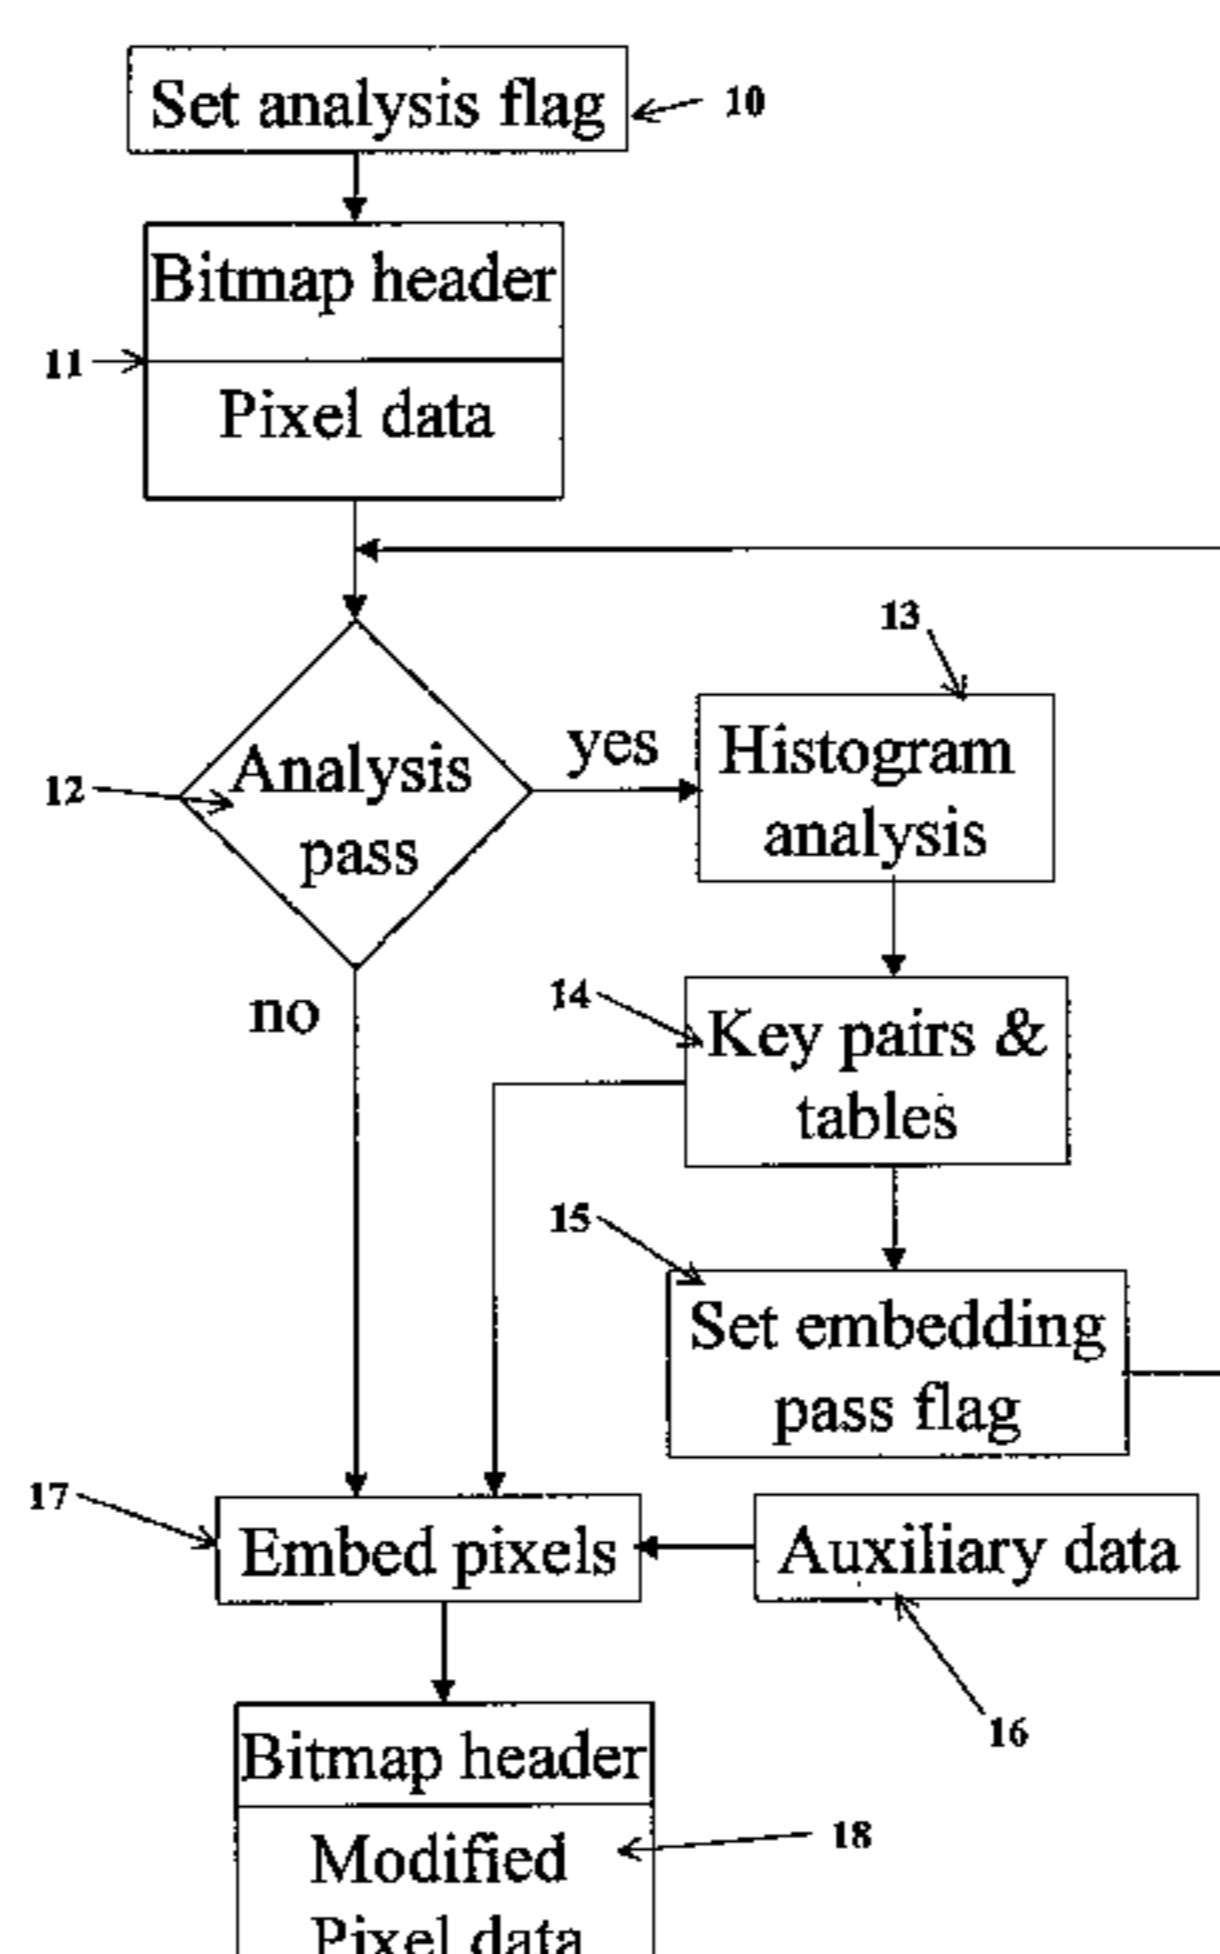 Set analysis flag
10
Bitmap header
11
Pixel data
13
yes
Histogram
analysis
12
Analysis
pass
no
14
Key pairs &
tables
15
Set embedding
pass flag
17
Embed pixels
Auxiliary data
16
Bitmap header
18
Modified
Pixel data